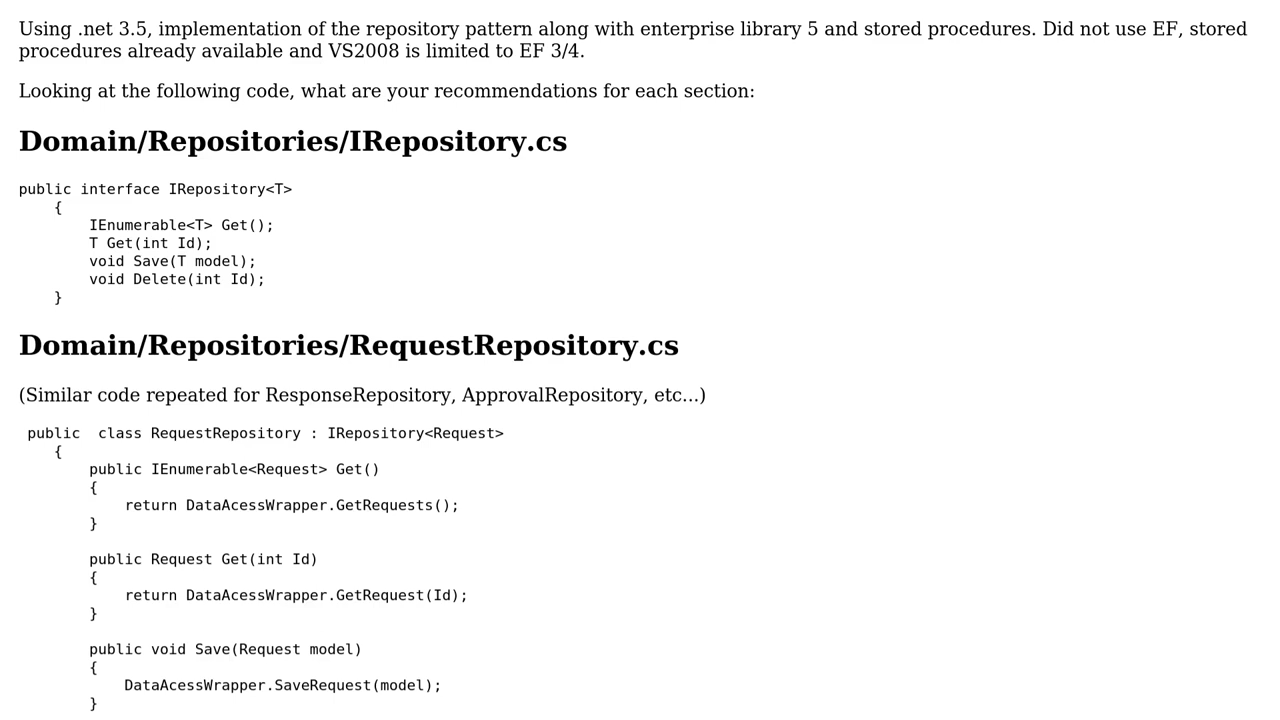 Using .net 3.5, implementation of the repository pattern along with enterprise library 5 and stored procedures. Did not use EF, stored
procedures already available and VS2008 is limited to EF 3/4.
Looking at the following code, what are your recommendations for each section:
Domain/Repositories/IRepository.cs
public interface IRepository<T>
    {
        IEnumerable<T> Get();
        T Get(int Id);
        void Save(T model);
        void Delete(int Id);
    }
Domain/Repositories/RequestRepository.cs
(Similar code repeated for ResponseRepository, ApprovalRepository, etc...)
 public  class RequestRepository : IRepository<Request>
    {
        public IEnumerable<Request> Get()
        {
            return DataAcessWrapper.GetRequests();
        }
        public Request Get(int Id)
        {
            return DataAcessWrapper.GetRequest(Id);
        }
        public void Save(Request model)
        {
            DataAcessWrapper.SaveRequest(model);
        }